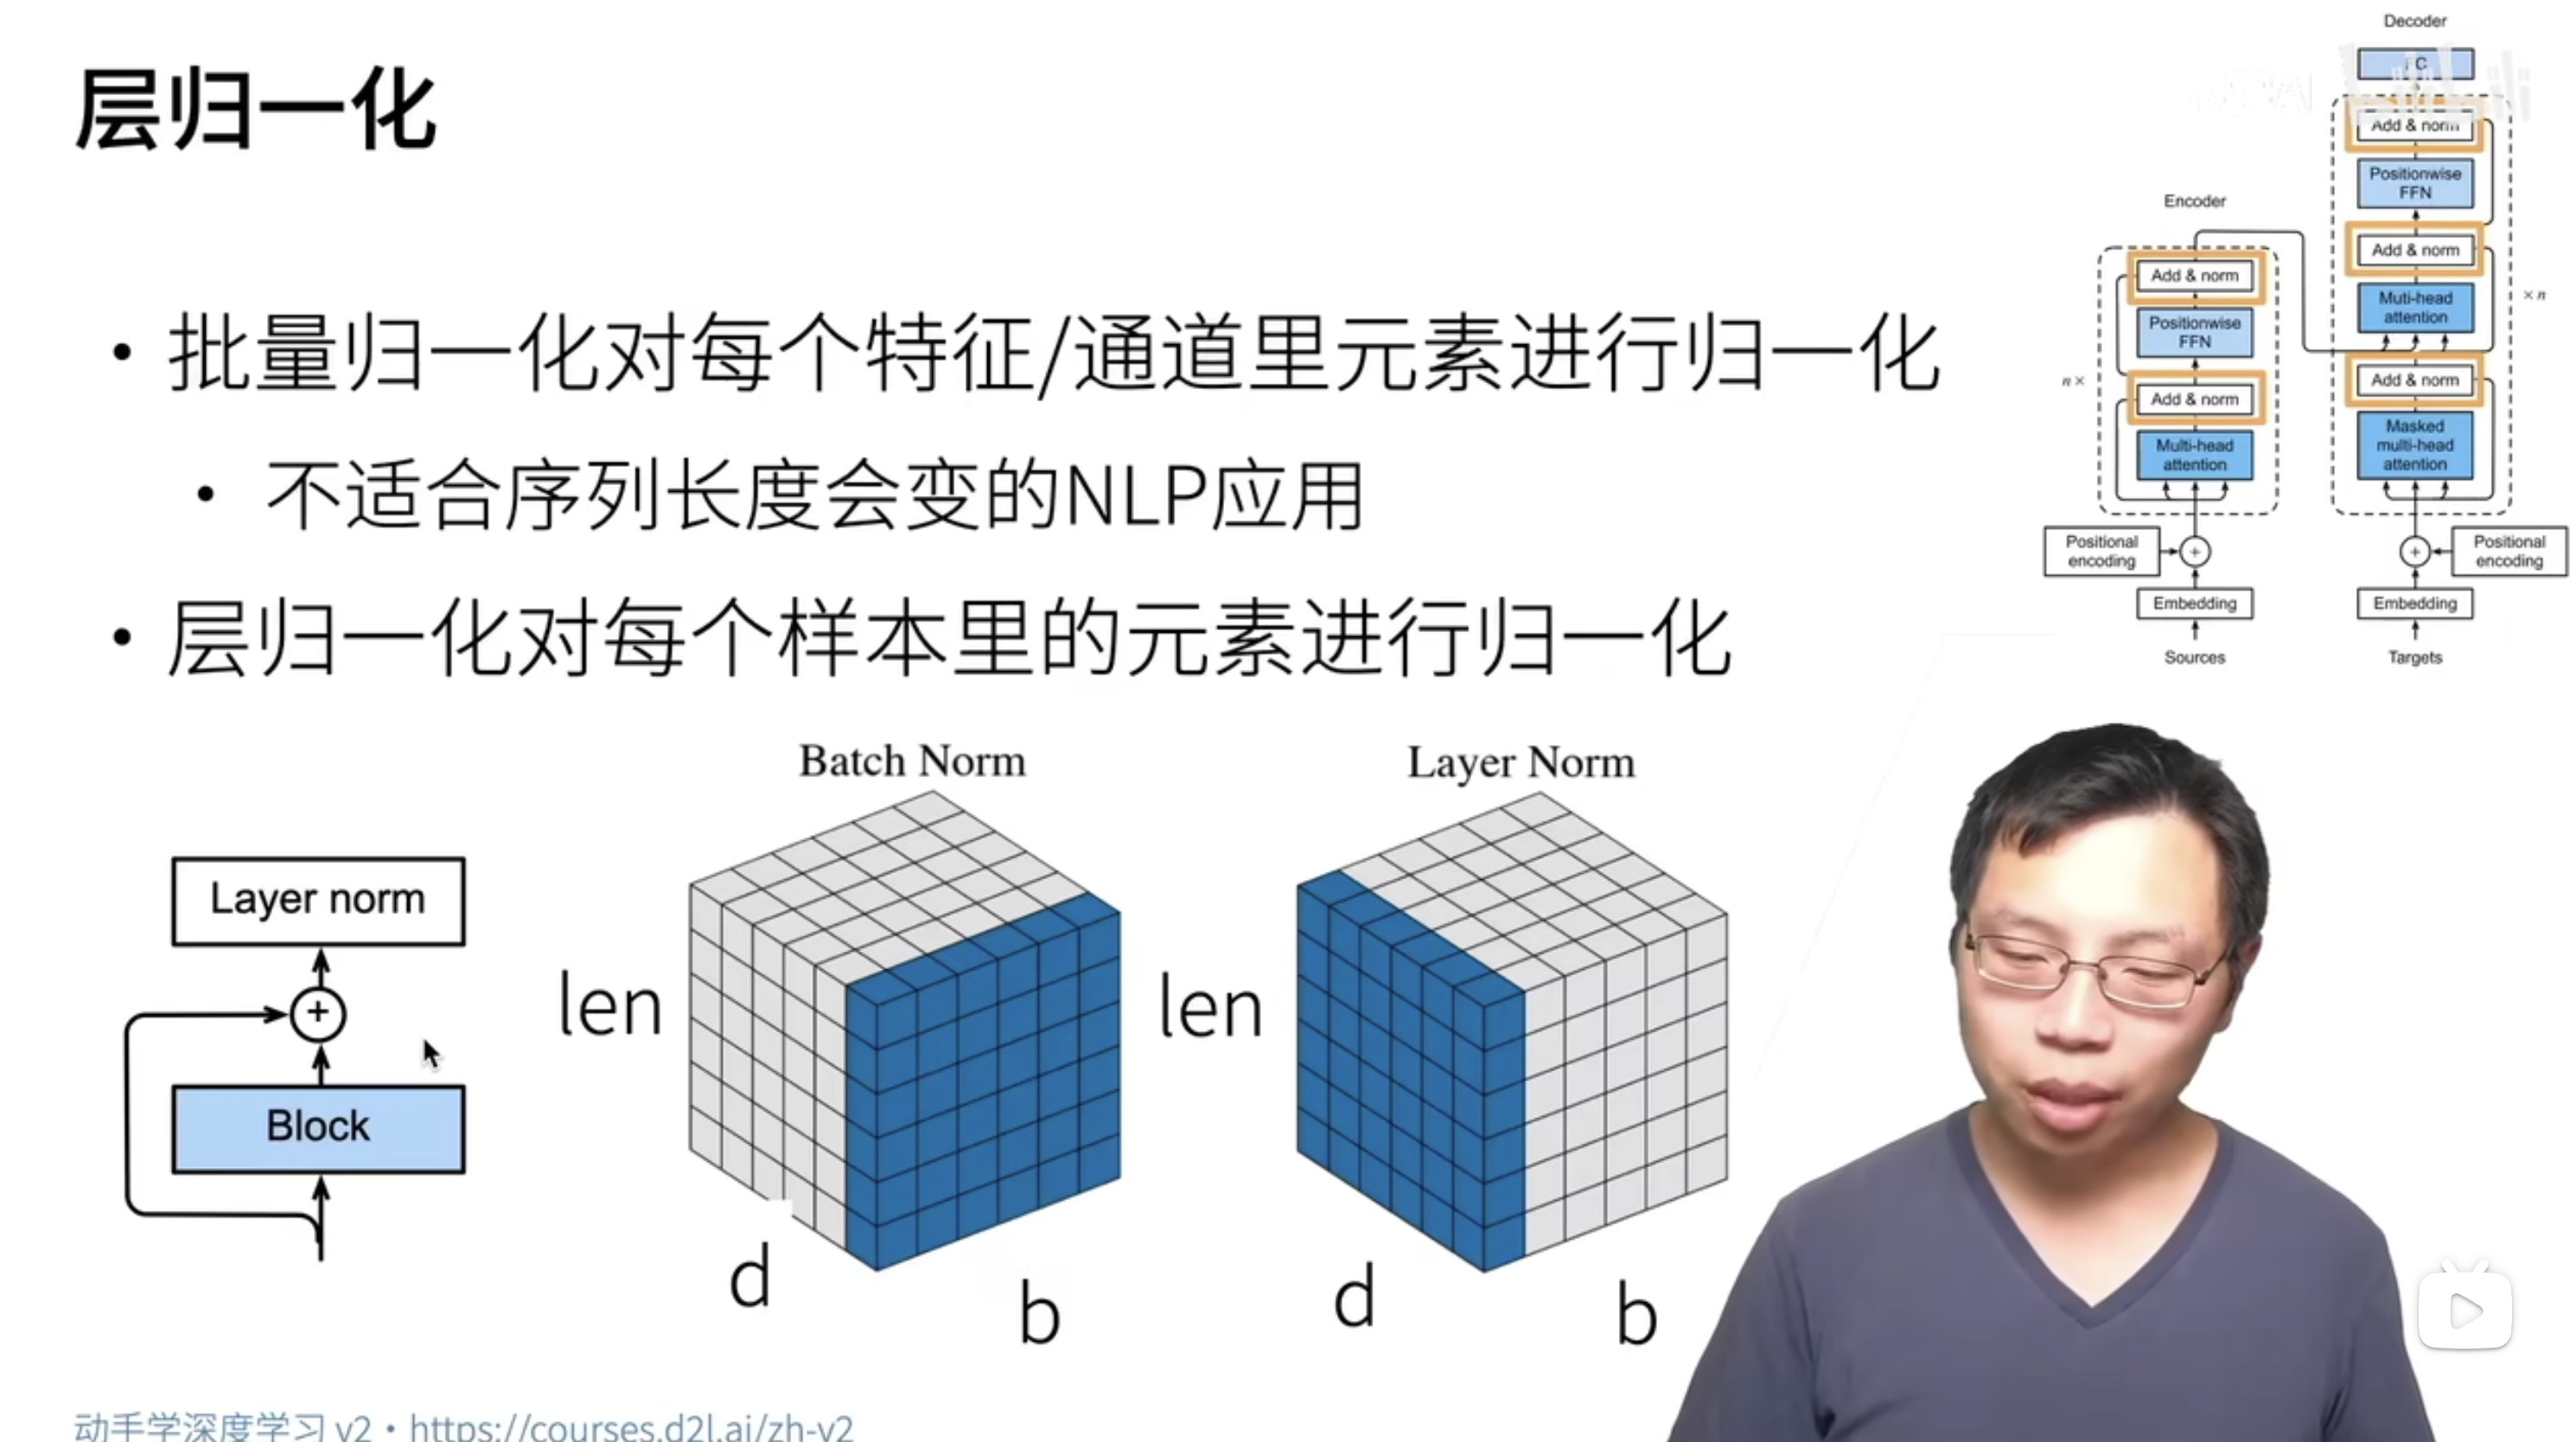 层归一化
• 批量归一化对每个特征/通道里元素进行归一化
• 不适合序列长度会变的NLP应用
• 层归一化对每个样本里的元素进行归一化
Layer norm
+
Block
Batch Norm
len
d
b
Layer Norm
len
d
b
Encoder
Add & norm
Positionwise
FFN
Add & norm
Multi-head
attention
n ×
Positional
encoding
+
Embedding
Sources
Decoder
FC
Add & norm
Positionwise
FFN
Add & norm
Muti-head
attention
× n
Add & norm
Masked
multi-head
attention
+
Positional
encoding
Embedding
Targets
动手学深度学习 v2 • https://courses.d2l.ai/zh-v2